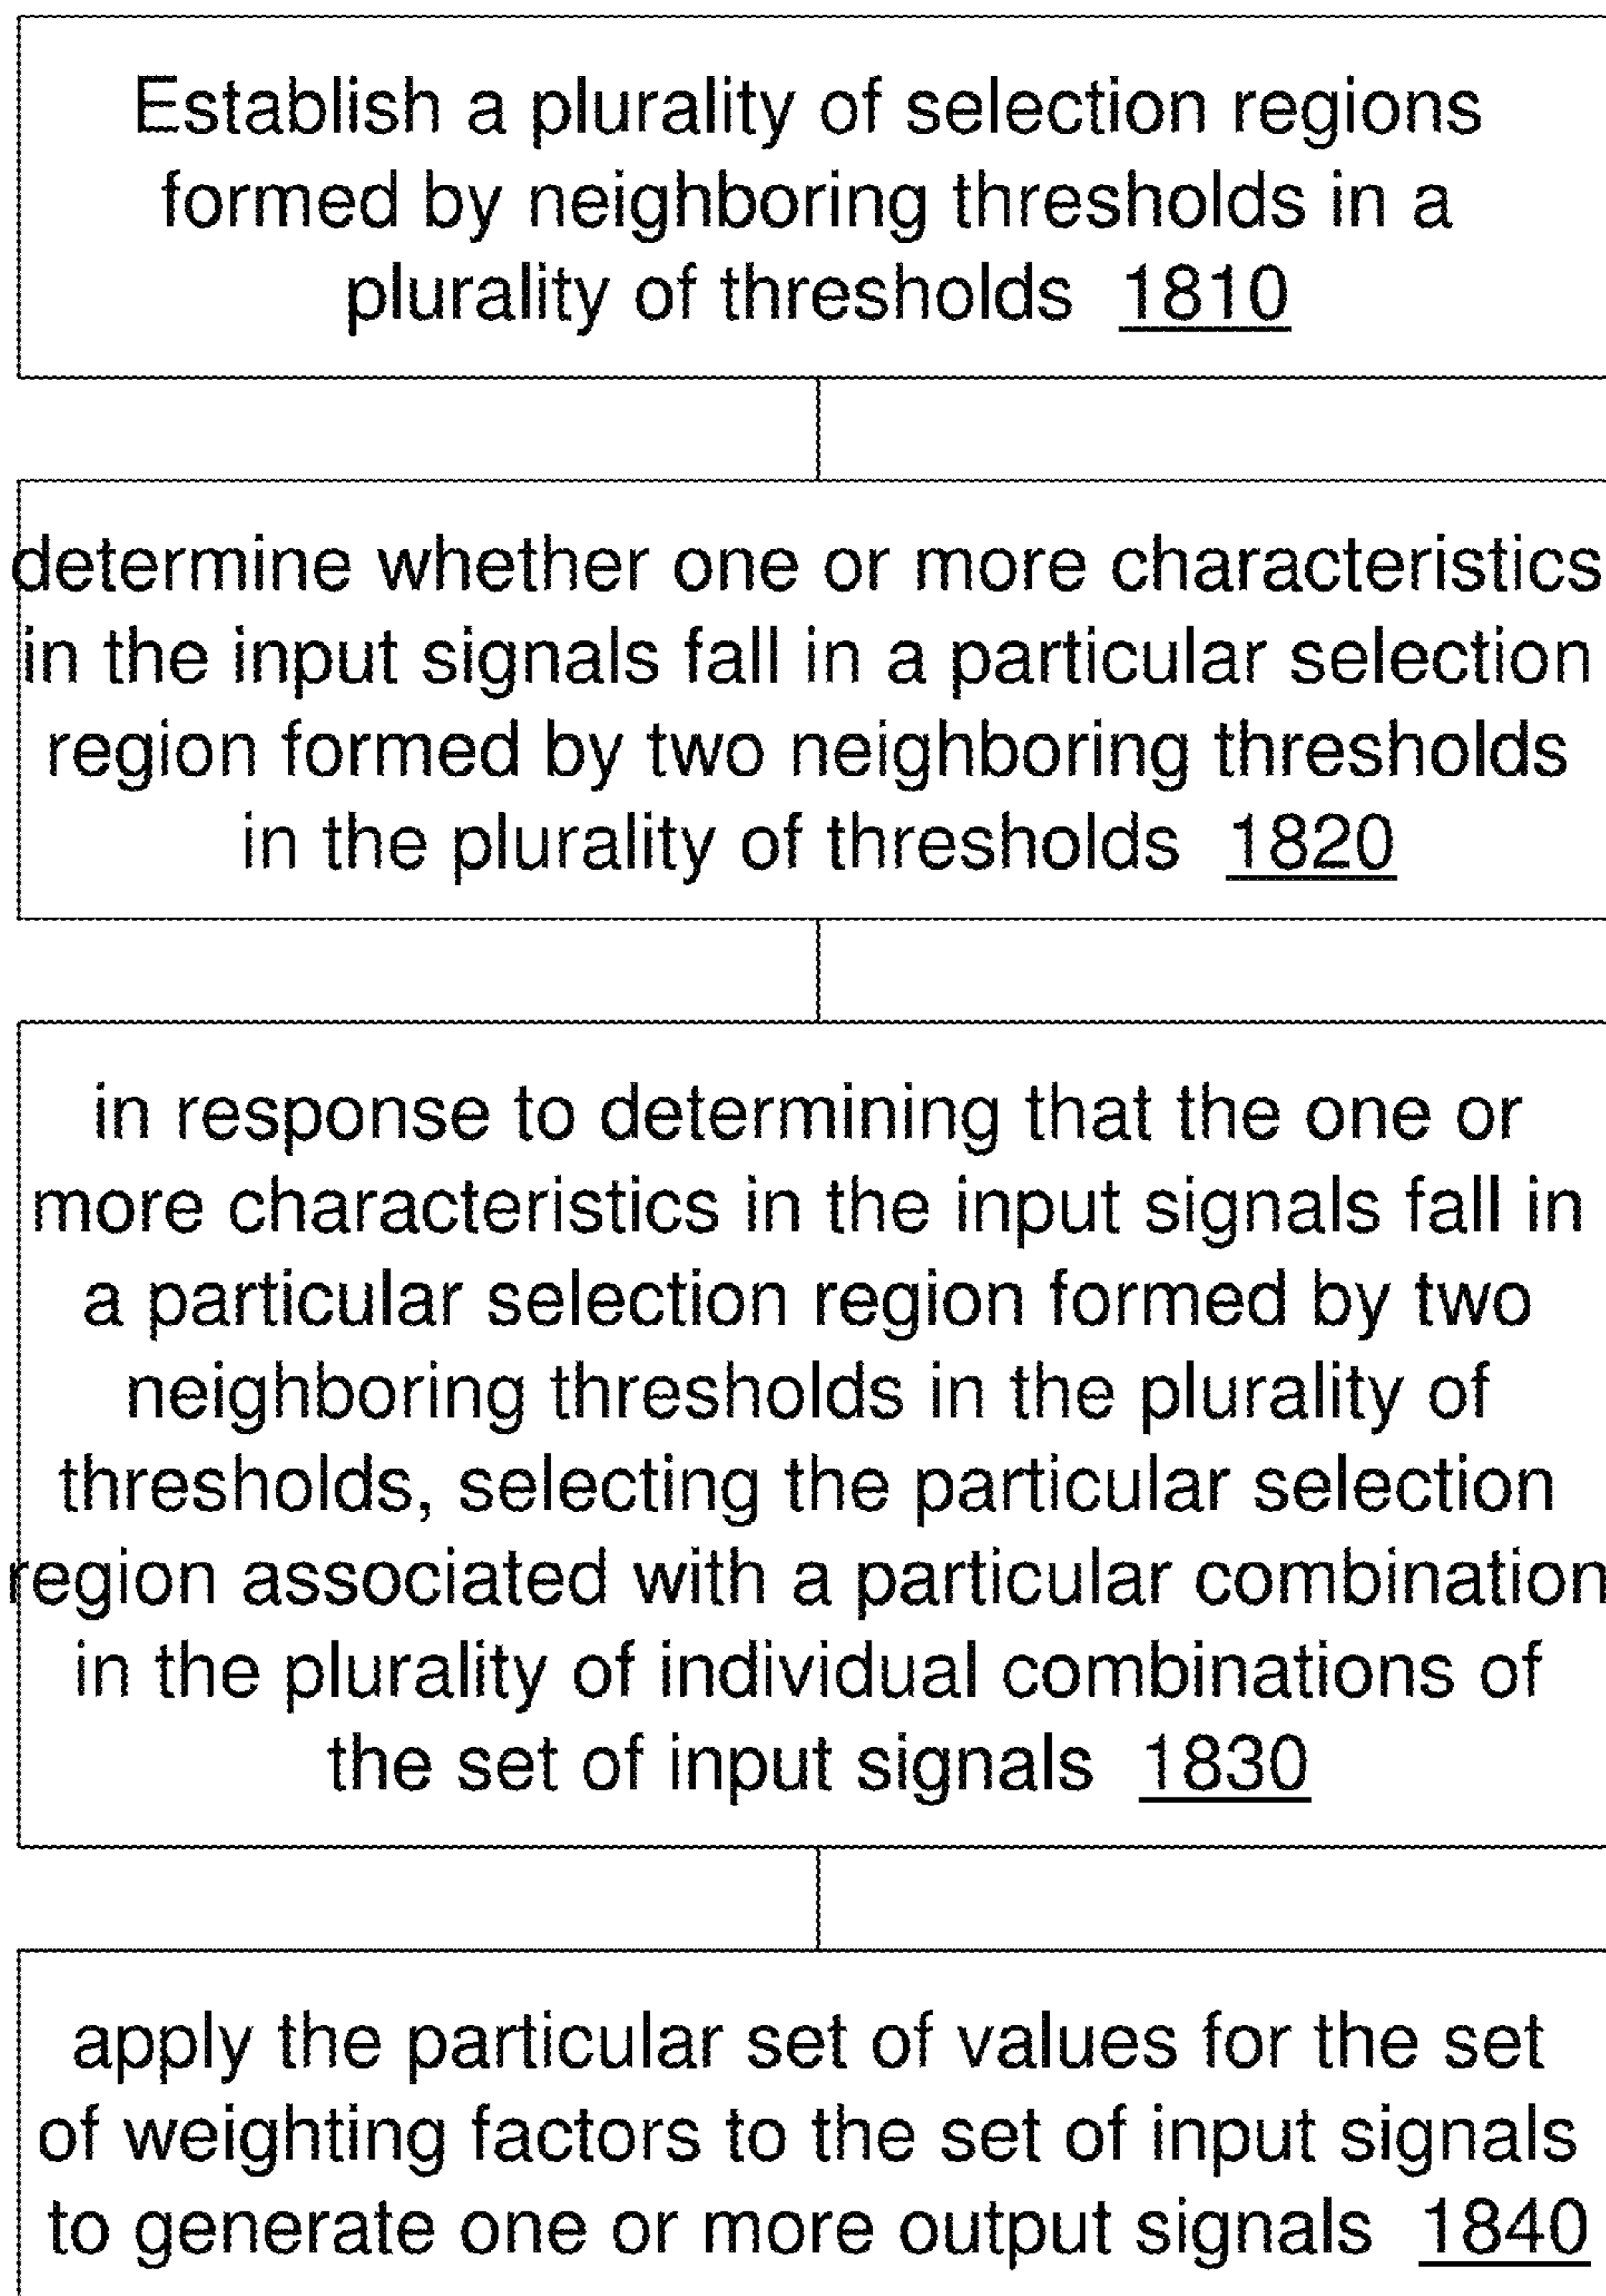 Establish a plurality of selection regions
formed by neighboring thresholds in a
plurality of thresholds 1810
determine whether one or more characteristics
in the input signals fall in a particular selection
region formed by two neighboring thresholds
in the plurality of thresholds 1820
in response to determining that the one or
more characteristics in the input signals fall in
a particular selection region formed by two
neighboring thresholds in the plurality of
thresholds, selecting the particular selection
region associated with a particular combination
in the plurality of individual combinations of
the set of input signals 1830
apply the particular set of values for the set
of weighting factors to the set of input signals
to generate one or more output signals 1840